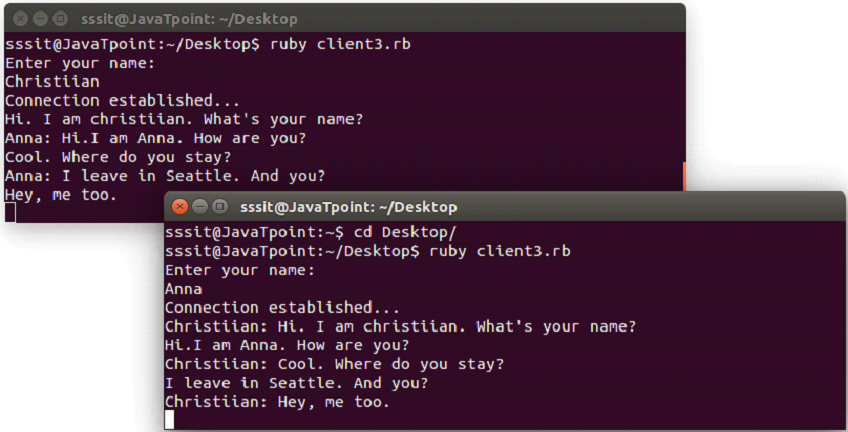 sssit@JavaTpoint: ~/Desktop
sssit@JavaTpoint:~/Desktop$ ruby client3.rb
Enter your name:
Christiian
Connection established...
Hi. I am christiian. What's your name?
Anna: Hi.I am Anna. How are you?
Cool. Where do you stay?
Anna: I leave in Seattle. And you?
Hey, me too.
sssit@JavaTpoint: ~/Desktop
sssit@JavaTpoint:~$ cd Desktop/
sssit@JavaTpoint:~/Desktop$ ruby client3.rb
Enter your name:
Anna
Connection established...
Christiian: Hi. I am christiian. What's your name?
Hi.I am Anna. How are you?
Christiian: Cool. Where do you stay?
I leave in Seattle. And you?
Christiian: Hey, me too.